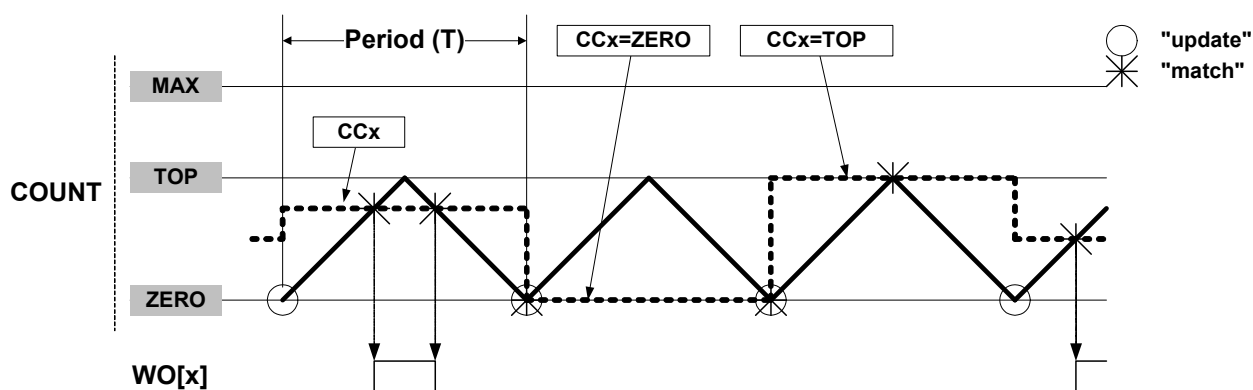 Period (T)
CCx=ZERO
CCx=TOP
"update"
"match"
MAX
CCx
TOP
COUNT
ZERO
WO[x]